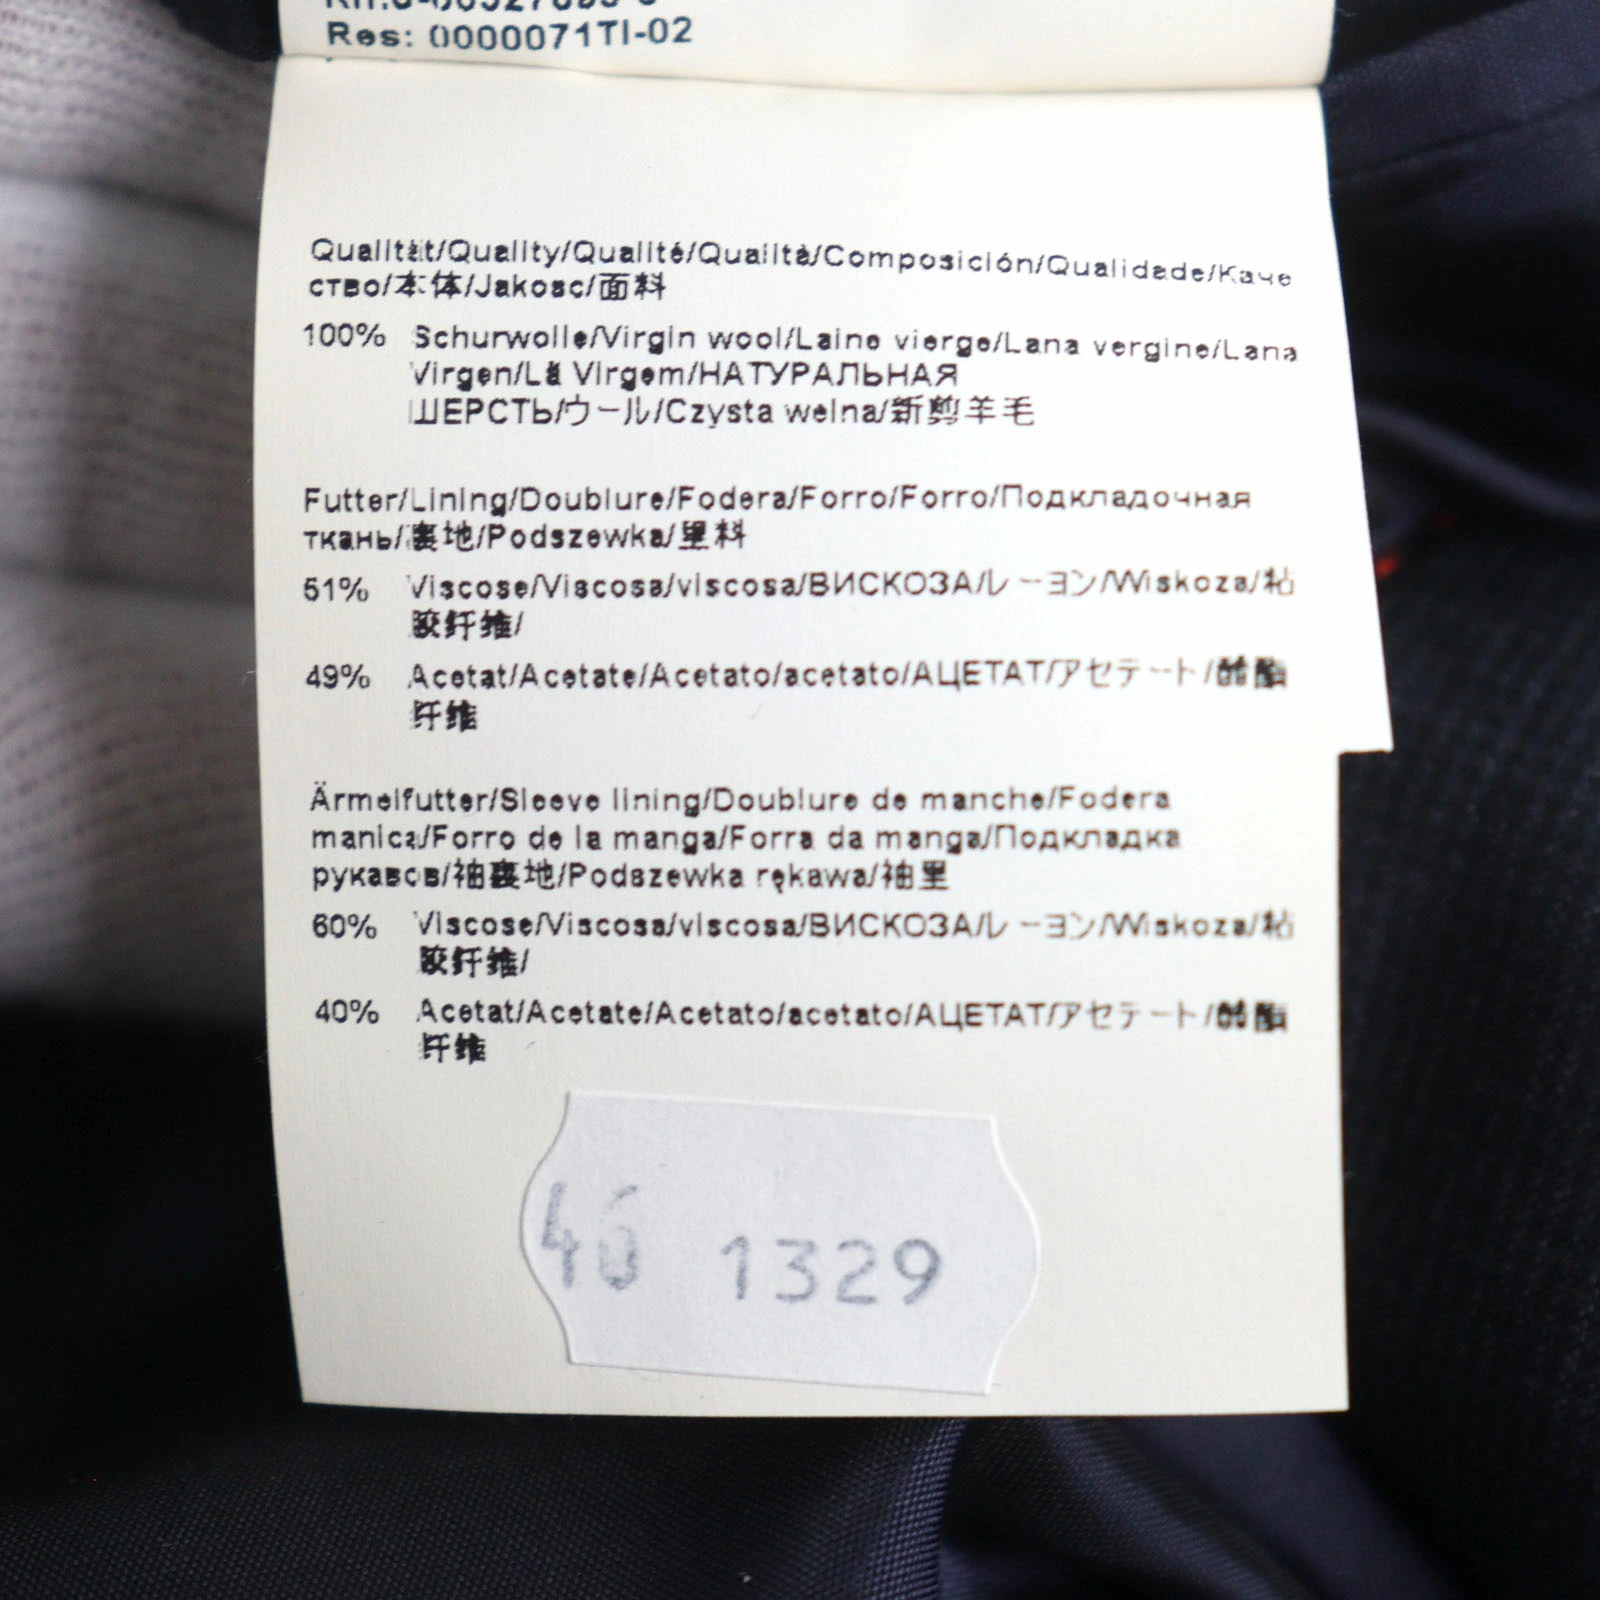 Res: 0000071TI-02
Qualität/Quality/Qualité/Qualità/Composición/Qualidade/Каче
ство/本体/Jakosc/面料
100% Schurwolle/Virgin wool/Laine vierge/Lana vergine/Lana
Virgen/Lã Virgem/НАТУРАЛЬНАЯ
ШЕРСТЬ/ウール/Czysta welna/新剪羊毛
Futter/Lining/Doublure/Fodera/Forro/Forro/Подкладочная
ткань/裏地/Podszewka/里料
51% Viscose/Viscosa/viscosa/ВИСКОЗА/レーヨン/Wiskoza/粘
胶纤维/
49% Acetat/Acetate/Acetato/acetato/АЦЕТАТ/アセテート/醋酯
纤维
Ärmelfutter/Sleeve lining/Doublure de manche/Fodera
manica/Forro de la manga/Forra da manga/Подкладка
рукавов/袖裏地/Podszewka rękawa/袖里
60% Viscose/Viscosa/viscosa/ВИСКОЗА/レーヨン/Wiskoza/粘
胶纤维/
40% Acetat/Acetate/Acetato/acetato/АЦЕТАТ/アセテート/醋酯
纤维
46 1329